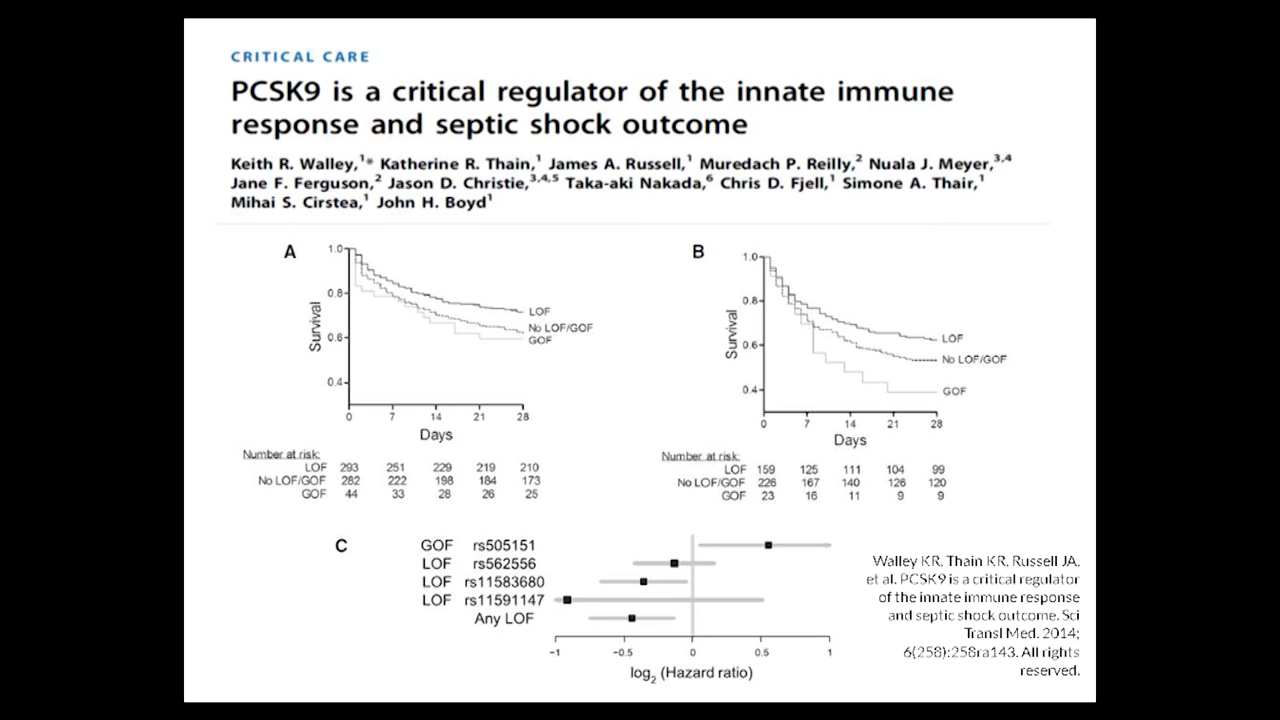 CRITICAL CARE
PCSK9 is a critical regulator of the innate immune
response and septic shock outcome
Keith R. Walley,¹* Katherine R. Thain,¹ James A. Russell,¹ Muredach P. Reilly,² Nuala J. Meyer,³,⁴
Jane F. Ferguson,² Jason D. Christie,³,⁴,⁵ Taka-aki Nakada,⁶ Chris D. Fjell,¹ Simone A. Thair,¹
Mihai S. Cirstea,¹ John H. Boyd¹
A
1.0
0.8
0.6
0.4
Survival
LOF
No LOF/GOF
GOF
0 7 14 21 28
Days
Number at risk:
LOF 293 251 229 219 210
No LOF/GOF 282 222 198 184 173
GOF 44 33 28 26 25
B
1.0
0.8
0.6
0.4
Survival
LOF
No LOF/GOF
GOF
0 7 14 21 28
Days
Number at risk:
LOF 159 125 111 104 99
No LOF/GOF 226 167 140 126 120
GOF 23 16 11 9 9
C
GOF rs505151
LOF rs562556
LOF rs11583680
LOF rs11591147
Any LOF
−1 −0.5 0 0.5 1
log₂ (Hazard ratio)
Walley KR, Thain KR, Russell JA,
et al. PCSK9 is a critical regulator
of the innate immune response
and septic shock outcome. Sci
Transl Med. 2014;
6(258):258ra143. All rights
reserved.